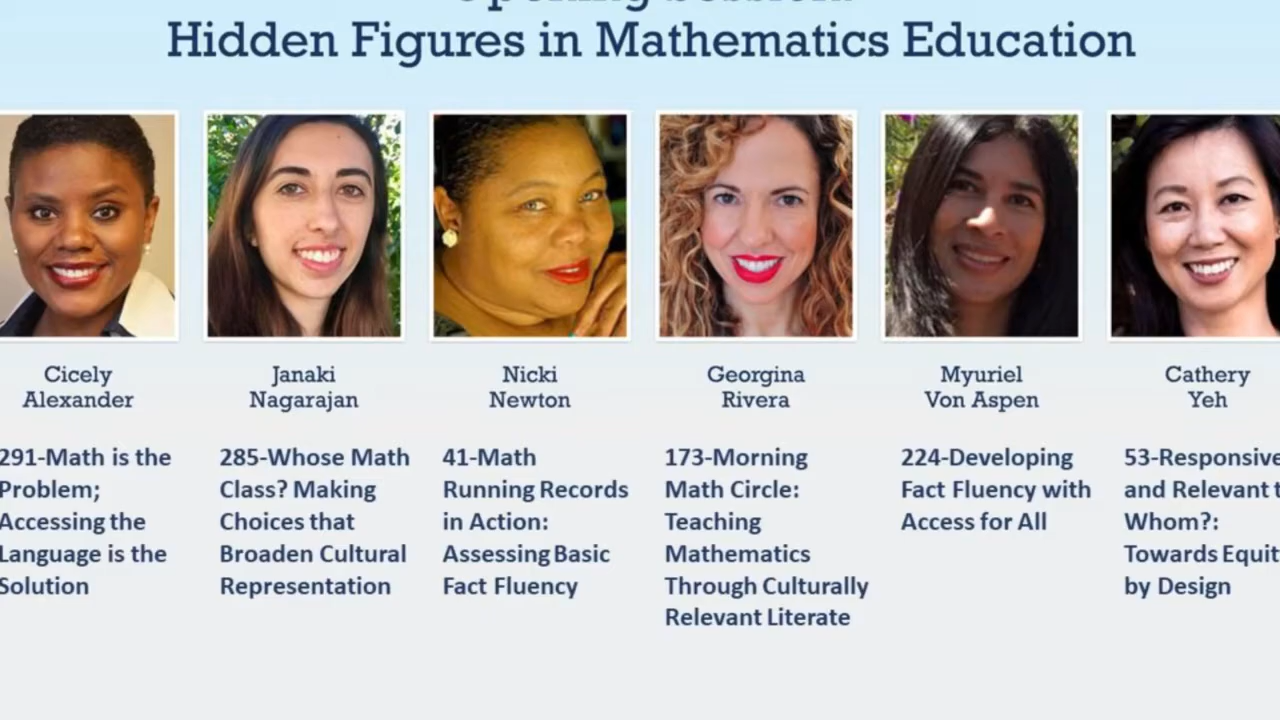 Opening Session:
Hidden Figures in Mathematics Education
Cicely
Alexander
Janaki
Nagarajan
Nicki
Newton
Georgina
Rivera
Myuriel
Von Aspen
Cathery
Yeh
291-Math is the
Problem;
Accessing the
Language is the
Solution
285-Whose Math
Class? Making
Choices that
Broaden Cultural
Representation
41-Math
Running Records
in Action:
Assessing Basic
Fact Fluency
173-Morning
Math Circle:
Teaching
Mathematics
Through Culturally
Relevant Literate
224-Developing
Fact Fluency with
Access for All
53-Responsive
and Relevant t
Whom?:
Towards Equit
by Design